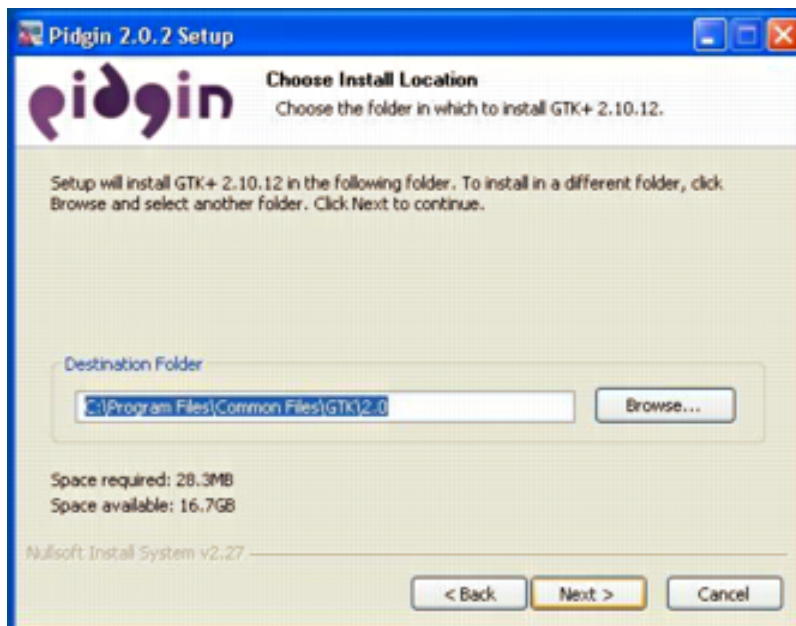 Pidgin 2.0.2 Setup
pidgin
Choose Install Location
Choose the folder in which to install GTK+ 2.10.12.
Setup will install GTK+ 2.10.12 in the following folder. To install in a different folder, click
Browse and select another folder. Click Next to continue.
Destination Folder
C:\Program Files\Common Files\GTK\2.0
Browse...
Space required: 28.3MB
Space available: 16.7GB
Nullsoft Install System v2.27
< Back
Next >
Cancel